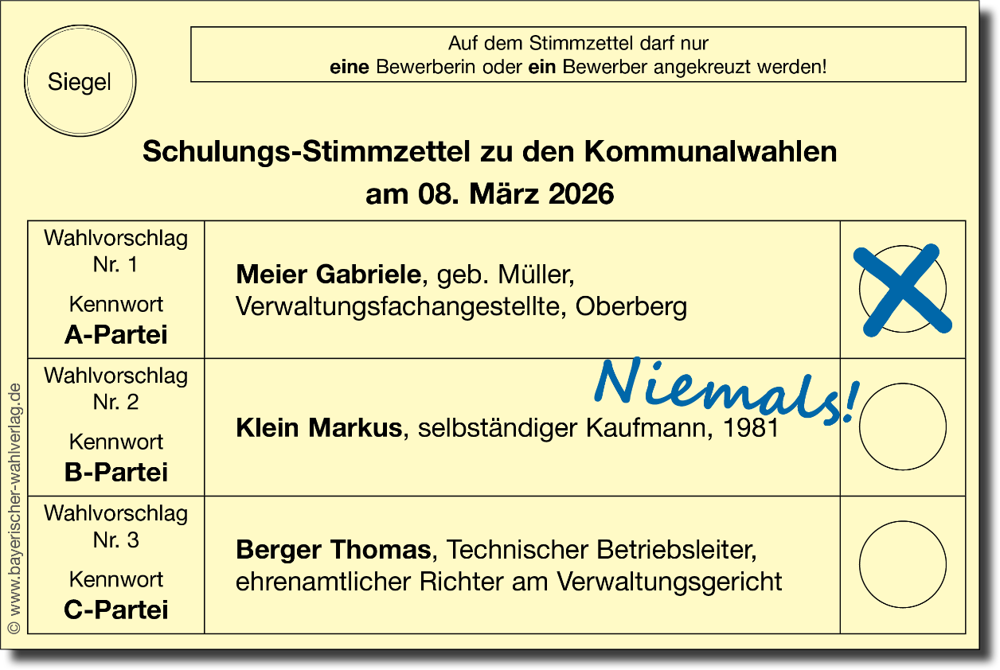 Siegel
Auf dem Stimmzettel darf nur
eine Bewerberin oder ein Bewerber angekreuzt werden!
Schulungs-Stimmzettel zu den Kommunalwahlen
am 08. März 2026
Wahlvorschlag
Nr. 1
Kennwort
A-Partei
Meier Gabriele, geb. Müller,
Verwaltungsfachangestellte, Oberberg
Wahlvorschlag
Nr. 2
Kennwort
B-Partei
Niemals!
Klein Markus, selbständiger Kaufmann, 1981
Wahlvorschlag
Nr. 3
Kennwort
C-Partei
Berger Thomas, Technischer Betriebsleiter,
ehrenamtlicher Richter am Verwaltungsgericht
© www.bayerischer-wahlverlag.de